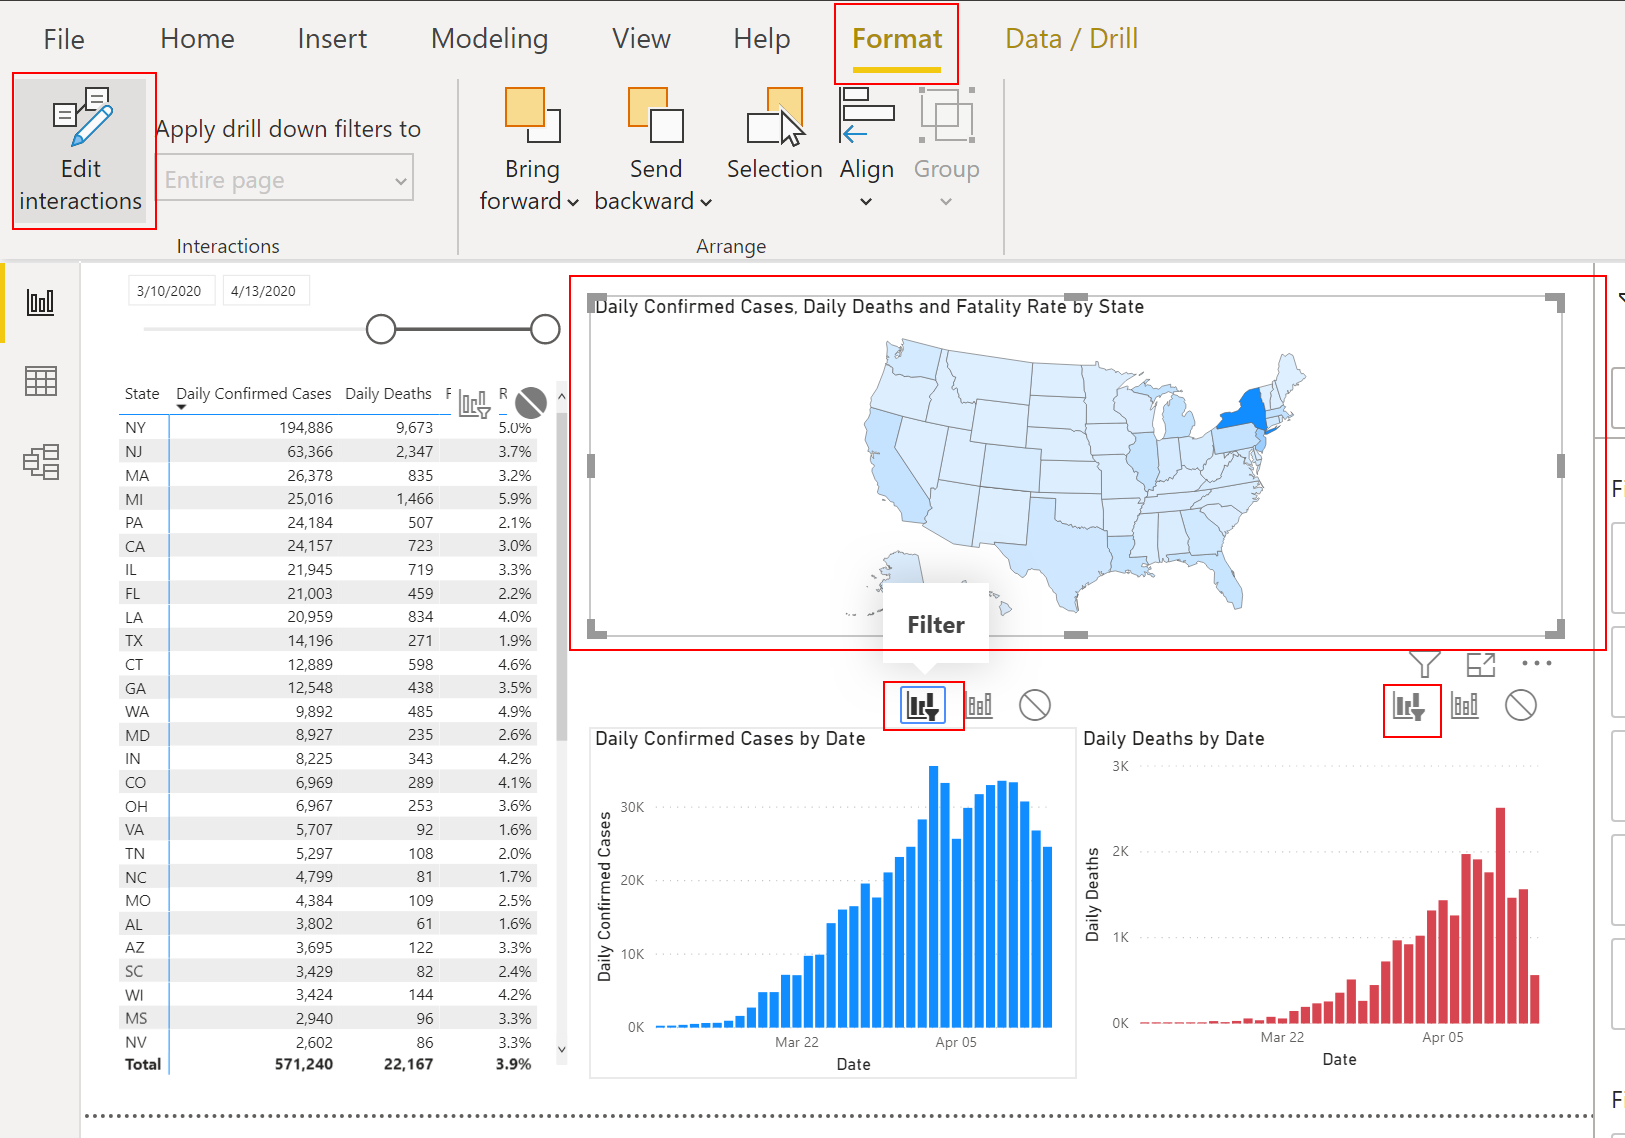 File Home Insert Modeling View Help Format Data / Drill
Edit
interactions
Apply drill down filters to
Entire page
Bring
forward
Send
backward
Selection
Align
Group
Interactions
Arrange
3/10/2020 4/13/2020
State Daily Confirmed Cases Daily Deaths F R
NY 194,886 9,673 5.0%
NJ 63,366 2,347 3.7%
MA 26,378 835 3.2%
MI 25,016 1,466 5.9%
PA 24,184 507 2.1%
CA 24,157 723 3.0%
IL 21,945 719 3.3%
FL 21,003 459 2.2%
LA 20,959 834 4.0%
TX 14,196 271 1.9%
CT 12,889 598 4.6%
GA 12,548 438 3.5%
WA 9,892 485 4.9%
MD 8,927 235 2.6%
IN 8,225 343 4.2%
CO 6,969 289 4.1%
OH 6,967 253 3.6%
VA 5,707 92 1.6%
TN 5,297 108 2.0%
NC 4,799 81 1.7%
MO 4,384 109 2.5%
AL 3,802 61 1.6%
AZ 3,695 122 3.3%
SC 3,429 82 2.4%
WI 3,424 144 4.2%
MS 2,940 96 3.3%
NV 2,602 86 3.3%
Total 571,240 22,167 3.9%
Daily Confirmed Cases, Daily Deaths and Fatality Rate by State
Filter
Daily Confirmed Cases by Date
Daily Confirmed Cases
30K
20K
10K
0K
Mar 22 Apr 05
Date
Daily Deaths by Date
Daily Deaths
3K
2K
1K
0K
Mar 22 Apr 05
Date